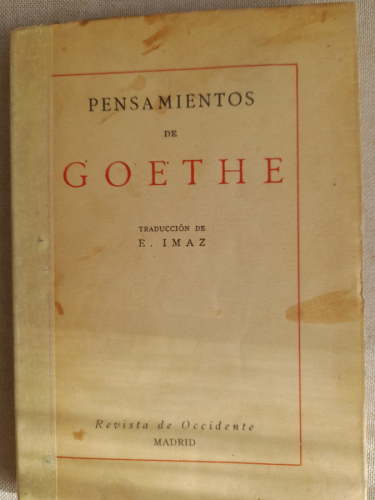 PENSAMIENTOS
DE
GOETHE
TRADUCCIÓN DE
E. IMAZ
Revista de Occidente
MADRID